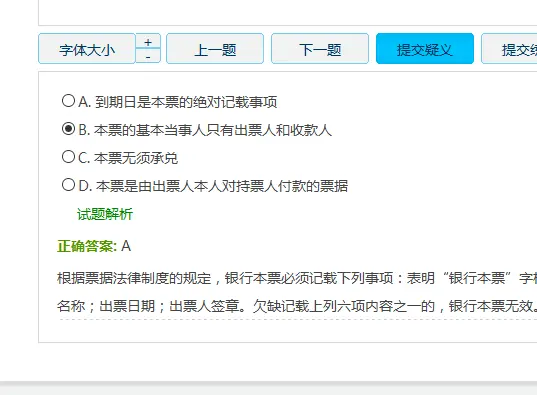 字体大小
+
-
上一题
下一题
提交疑义
提交
A. 到期日是本票的绝对记载事项
B. 本票的基本当事人只有出票人和收款人
C. 本票无须承兑
D. 本票是由出票人本人对持票人付款的票据
试题解析
正确答案: A
根据票据法律制度的规定，银行本票必须记载下列事项：表明“银行本票”字
名称；出票日期；出票人签章。欠缺记载上列六项内容之一的，银行本票无效。